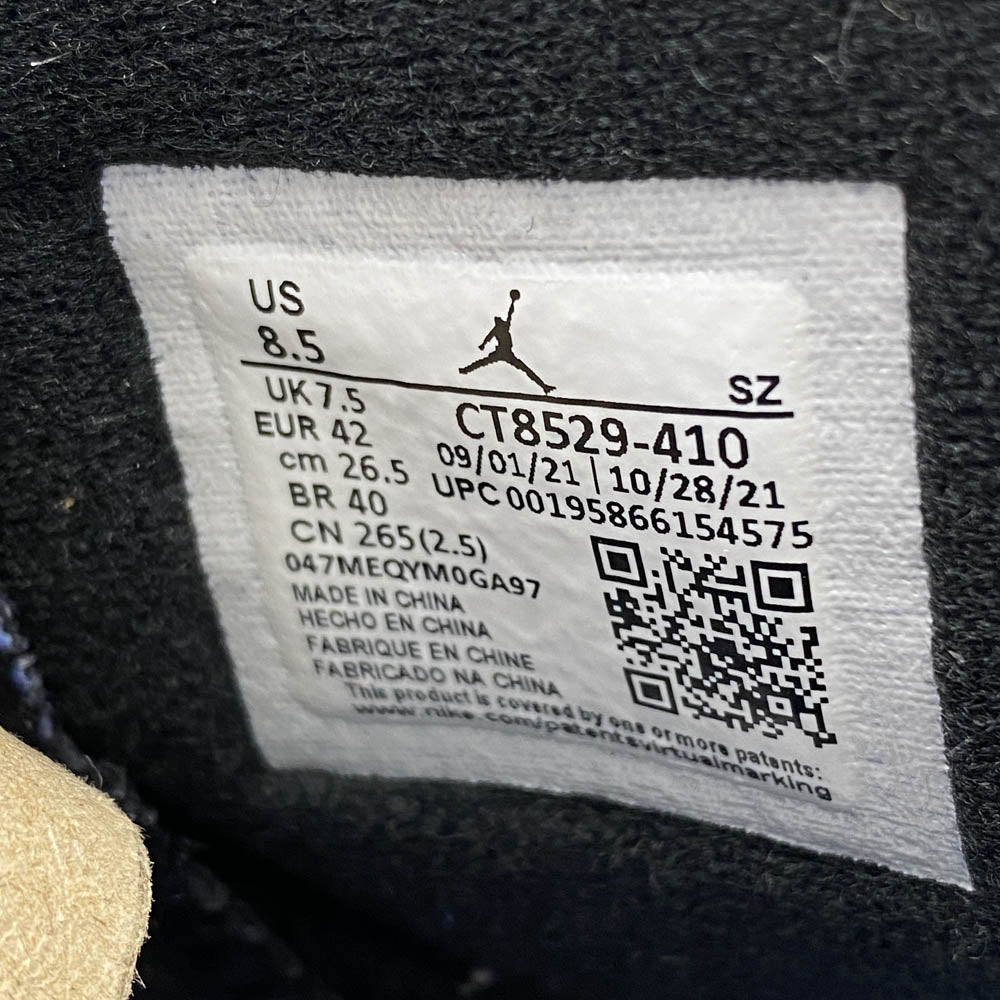 US
8.5
SZ
UK 7.5
EUR 42
cm 26.5
BR 40
CN 265(2.5)
CT8529-410
09/01/21 | 10/28/21
UPC 00195866154575
047MEQYM0GA97
MADE IN CHINA
HECHO EN CHINA
FABRIQUE EN CHINE
FABRICADO NA CHINA
This product is covered by one or more patents:
www.nike.com/patentsvirtualmarking